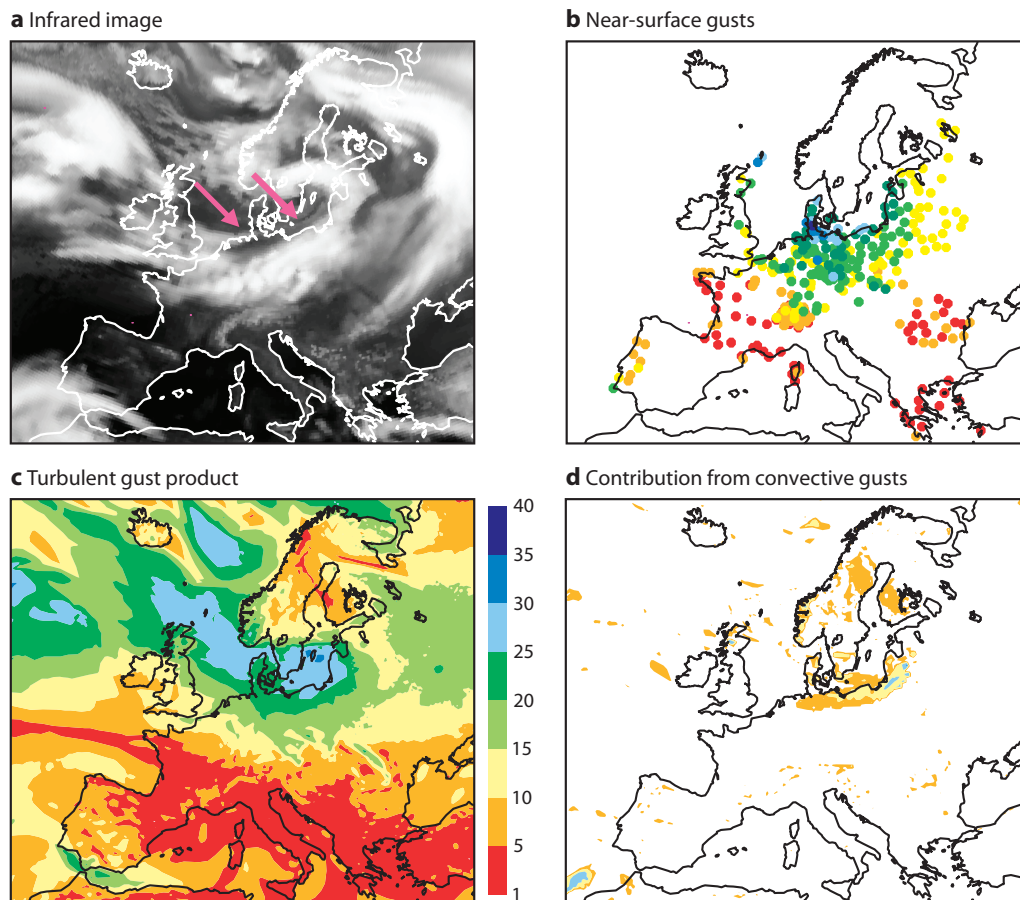 a Infrared image
b Near-surface gusts
c Turbulent gust product
d Contribution from convective gusts
40
35
30
25
20
15
10
5
1